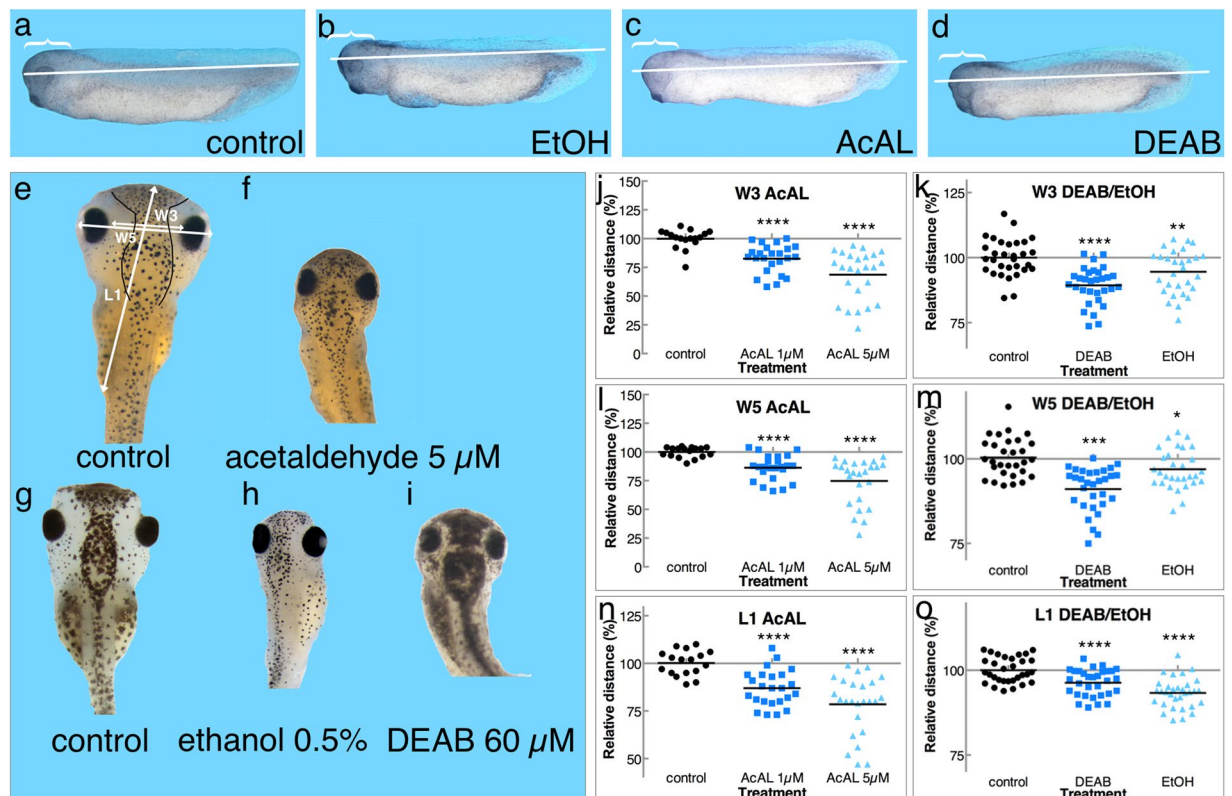 a
control
b
EtOH
c
AcAL
d
DEAB
e
W3
W5
L1
control
f
acetaldehyde 5 µM
g
control
h
ethanol 0.5%
i
DEAB 60 µM
j
W3 AcAL
Relative distance (%)
150
125
100
75
50
25
0
****
****
control
AcAL 1µM
AcAL 5µM
Treatment
k
W3 DEAB/EtOH
Relative distance (%)
125
100
75
****
**
control
DEAB
EtOH
Treatment
l
W5 AcAL
Relative distance (%)
150
125
100
75
50
25
0
****
****
control
AcAL 1µM
AcAL 5µM
Treatment
m
W5 DEAB/EtOH
Relative distance (%)
125
100
75
***
*
control
DEAB
EtOH
Treatment
n
L1 AcAL
Relative distance (%)
125
100
75
50
****
****
control
AcAL 1µM
AcAL 5µM
Treatment
o
L1 DEAB/EtOH
Relative distance (%)
100
75
****
****
control
DEAB
EtOH
Treatment